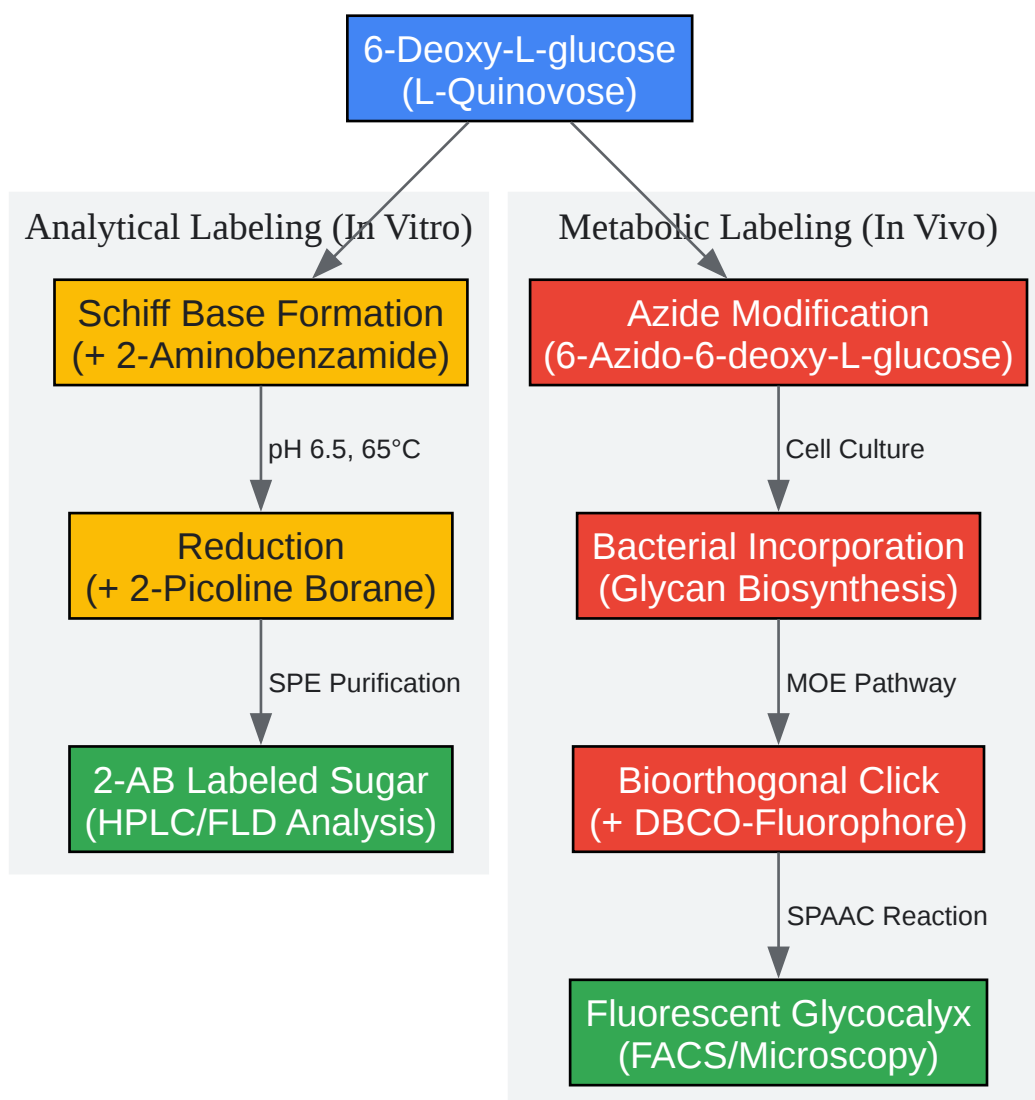 6-Deoxy-L-glucose
(L-Quinovose)
Analytical Labeling (In Vitro)
Schiff Base Formation
(+ 2-Aminobenzamide)
pH 6.5, 65°C
Reduction
(+ 2-Picoline Borane)
SPE Purification
2-AB Labeled Sugar
(HPLC/FLD Analysis)
Metabolic Labeling (In Vivo)
Azide Modification
(6-Azido-6-deoxy-L-glucose)
Cell Culture
Bacterial Incorporation
(Glycan Biosynthesis)
MOE Pathway
Bioorthogonal Click
(+ DBCO-Fluorophore)
SPAAC Reaction
Fluorescent Glycocalyx
(FACS/Microscopy)